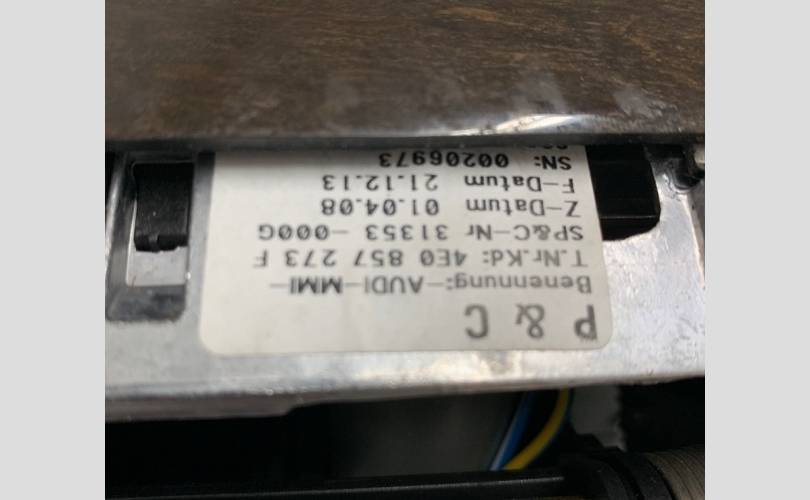 P & C
Benennung:-AUDI-MMI-
T.Nr.Kd: 4E0 857 273 F
SP&C-Nr 31353-000G
Z-Datum 01.04.08
F-Datum 21.12.13
SN: 00206973